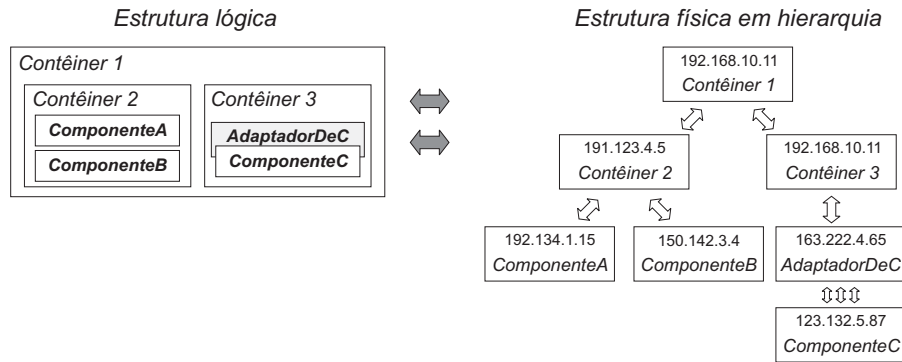 Estrutura lógica
Contêiner 1
Contêiner 2
ComponenteA
ComponenteB
Contêiner 3
AdaptadorDeC
ComponenteC
Estrutura física em hierarquia
192.168.10.11
Contêiner 1
191.123.4.5
Contêiner 2
192.168.10.11
Contêiner 3
192.134.1.15
ComponenteA
150.142.3.4
ComponenteB
163.222.4.65
AdaptadorDeC
123.132.5.87
ComponenteC